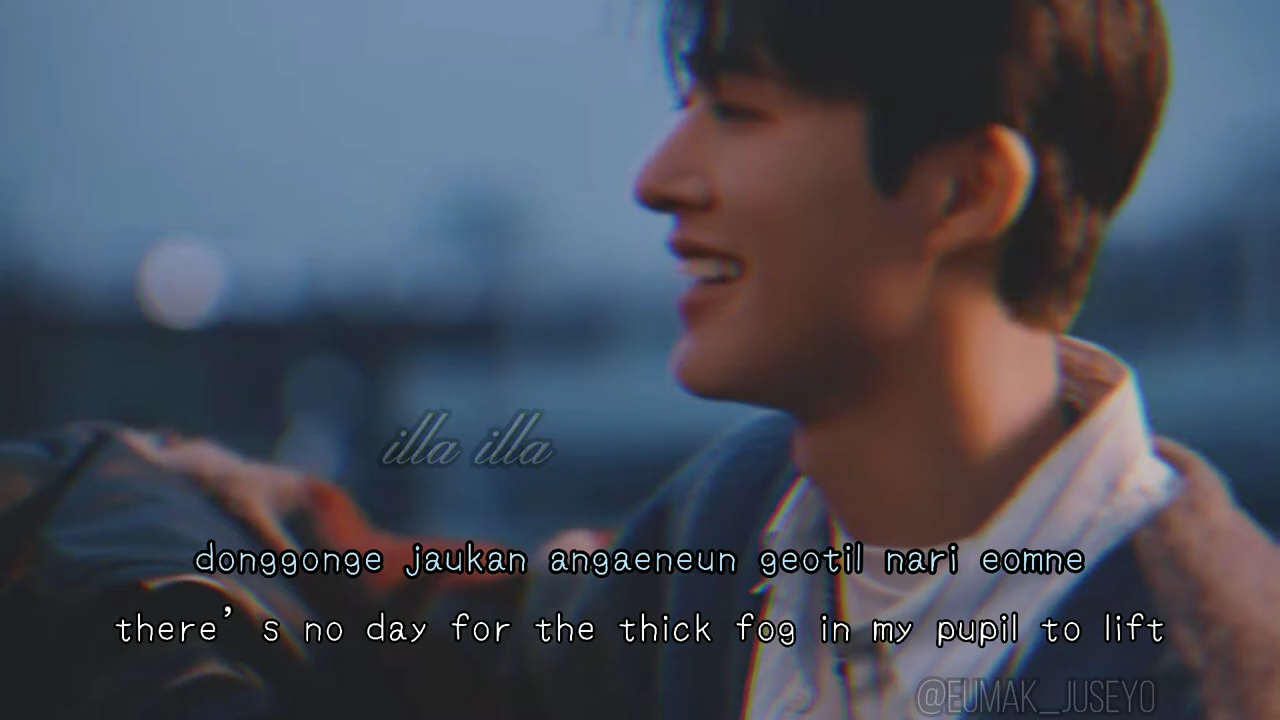 illa illa
donggonge jaukan angaeneun geotil nari eomne
there's no day for the thick fog in my pupil to lift
@EUMAK_JUSEYO